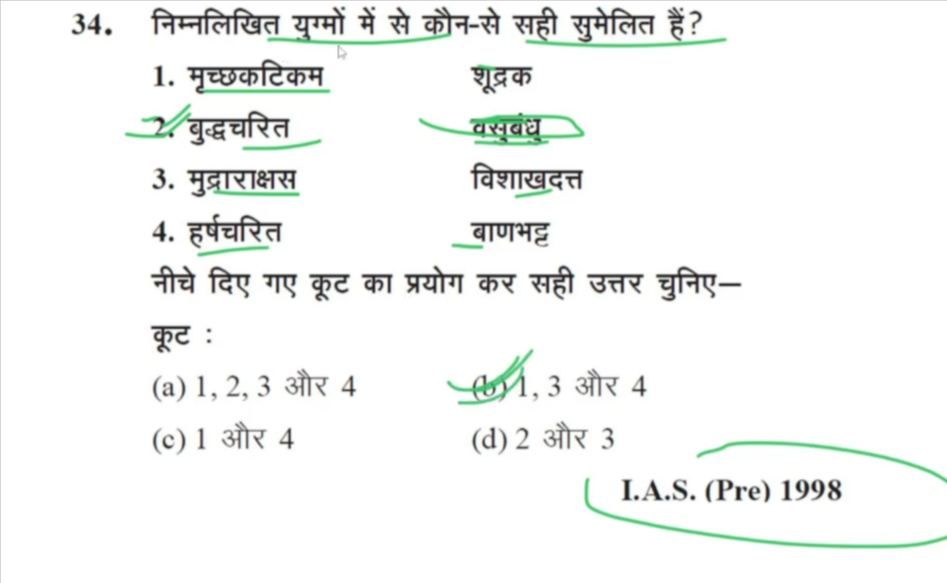 34. निम्नलिखित युग्मों में से कौन-से सही सुमेलित हैं?
1. मृच्छकटिकम शूद्रक
2. बुद्धचरित वसुबंधु
3. मुद्राराक्षस विशाखदत्त
4. हर्षचरित बाणभट्ट
नीचे दिए गए कूट का प्रयोग कर सही उत्तर चुनिए—
कूट :
(a) 1, 2, 3 और 4 (b) 1, 3 और 4
(c) 1 और 4 (d) 2 और 3
I.A.S. (Pre) 1998